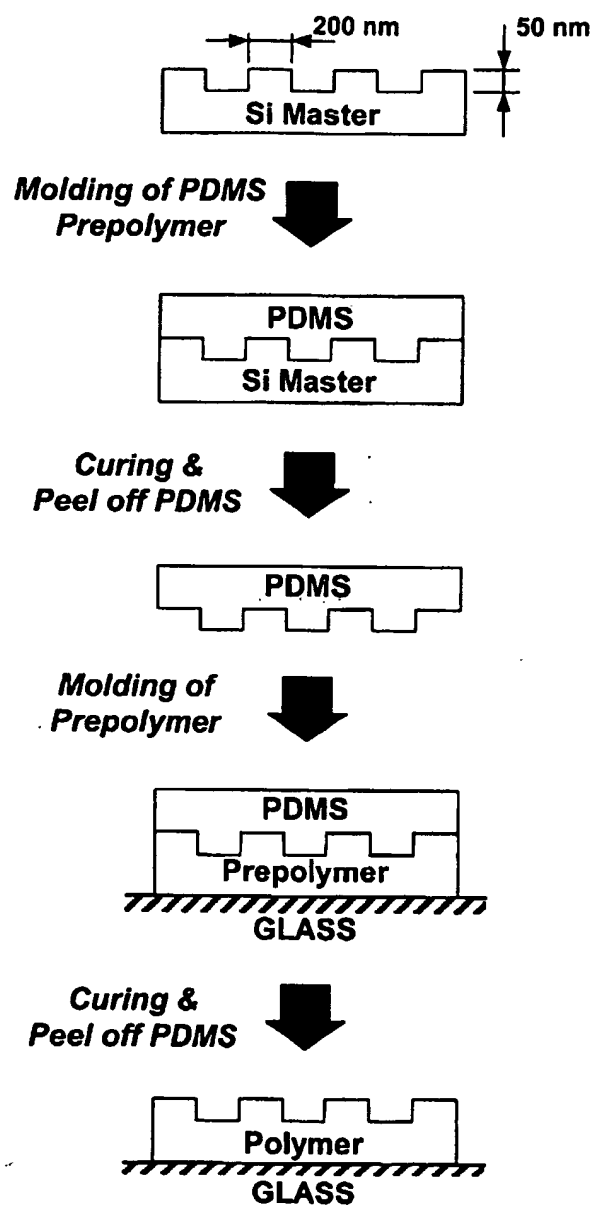 200 nm
50 nm
Si Master
Molding of PDMS
Prepolymer
PDMS
Si Master
Curing &
Peel off PDMS
PDMS
Molding of
Prepolymer
PDMS
Prepolymer
GLASS
Curing &
Peel off PDMS
Polymer
GLASS